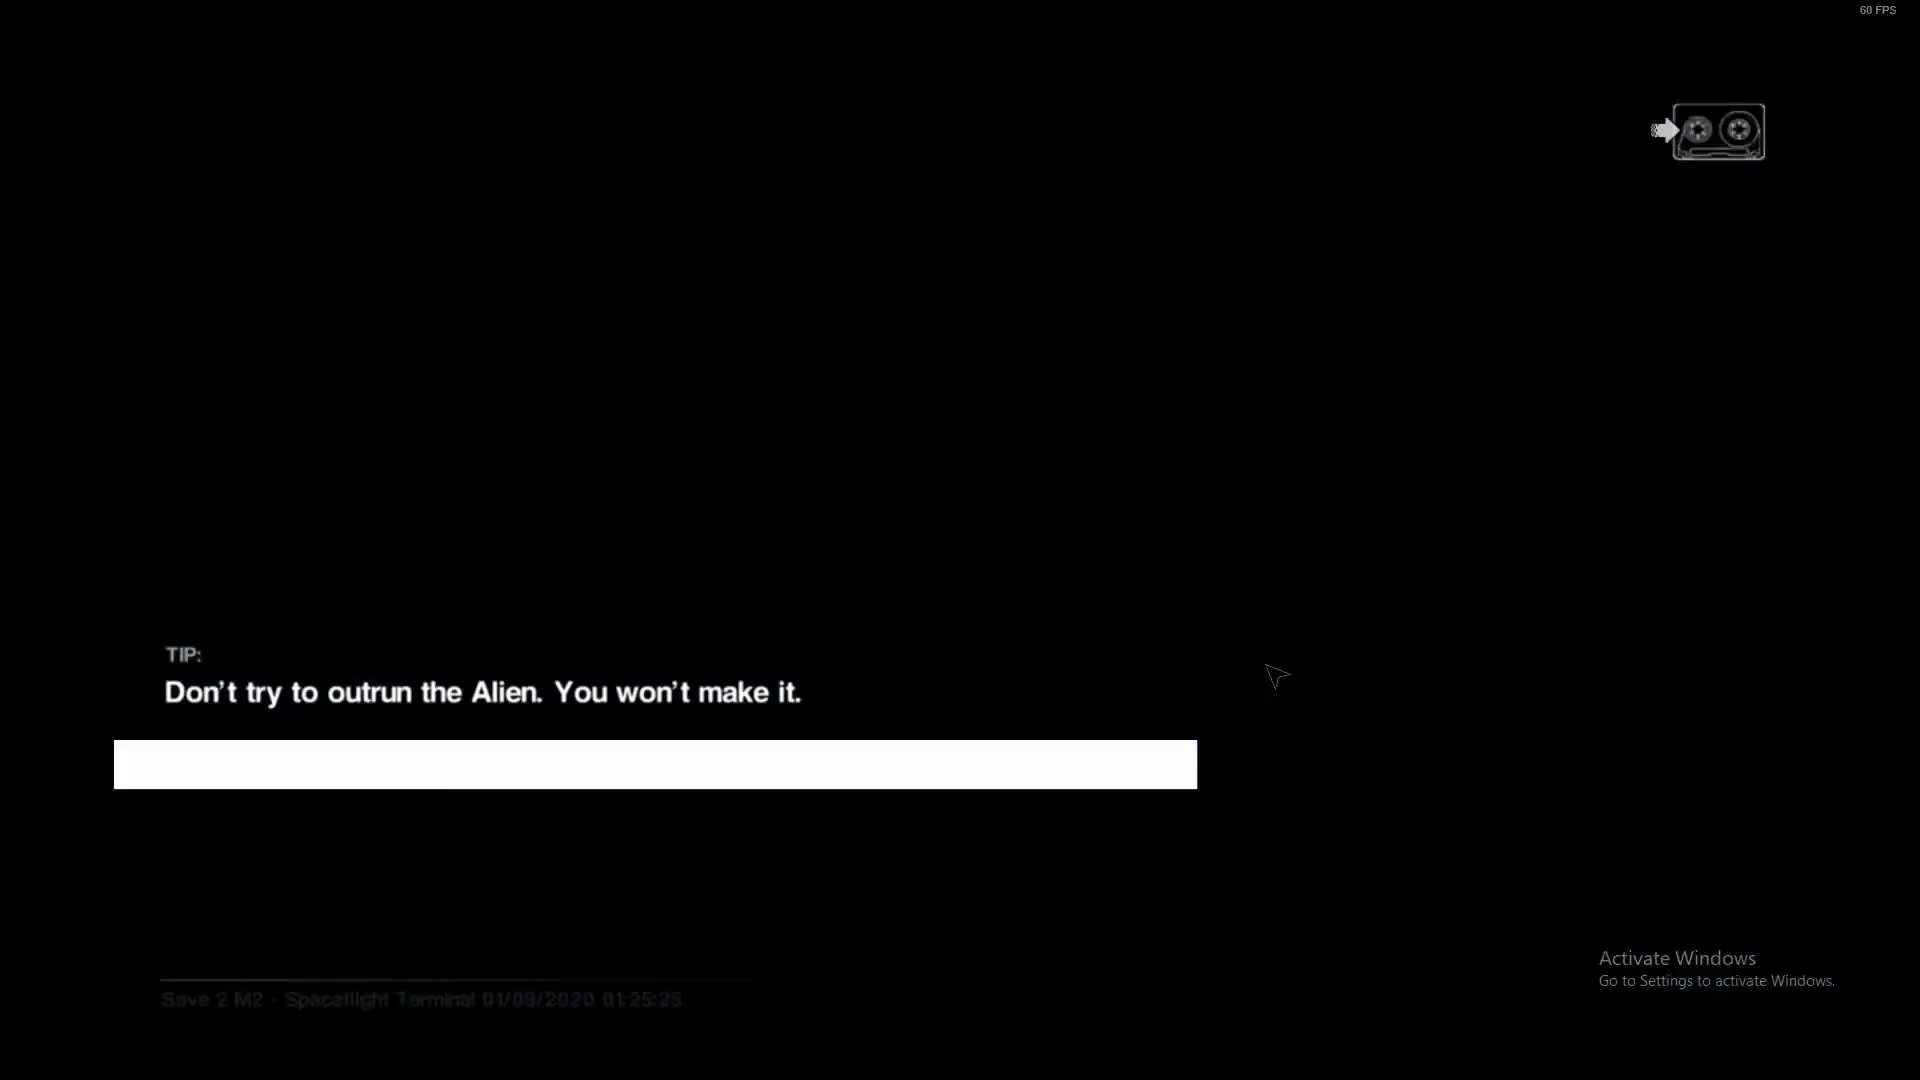 60 FPS
TIP:
Don't try to outrun the Alien. You won't make it.
Activate Windows
Go to Settings to activate Windows.
Save 2 M2 - Spaceflight Terminal 01/09/2020 01:25:25